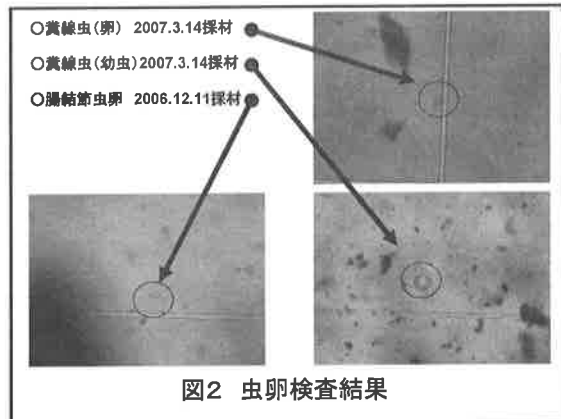 ○糞線虫(卵) 2007.3.14採材
○糞線虫(幼虫)2007.3.14採材
○腸結節虫卵 2006.12.11採材
図2 虫卵検査結果